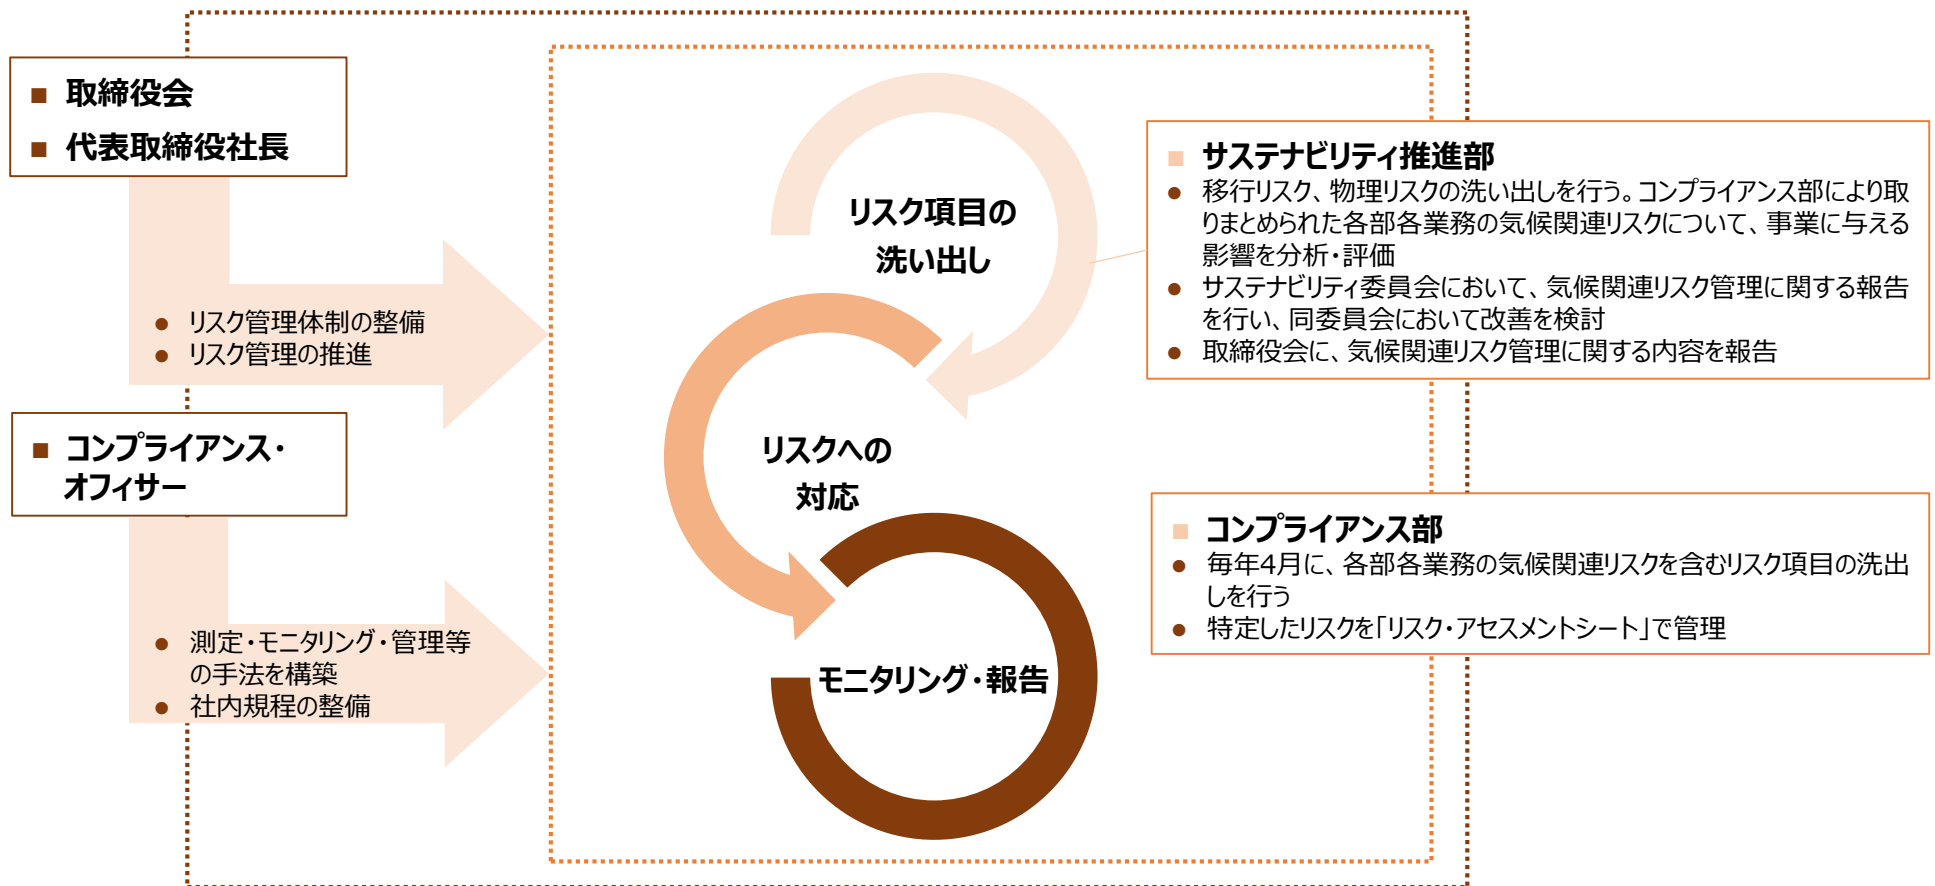 ■ 取締役会
■ 代表取締役社長
● リスク管理体制の整備
● リスク管理の推進
■ コンプライアンス・
オフィサー
● 測定・モニタリング・管理等
の手法を構築
● 社内規程の整備
リスク項目の
洗い出し
リスクへの
対応
モニタリング・報告
■ サステナビリティ推進部
● 移行リスク、物理リスクの洗い出しを行う。コンプライアンス部により取
りまとめられた各部各業務の気候関連リスクについて、事業に与える
影響を分析・評価
● サステナビリティ委員会において、気候関連リスク管理に関する報告
を行い、同委員会において改善を検討
● 取締役会に、気候関連リスク管理に関する内容を報告
■ コンプライアンス部
● 毎年4月に、各部各業務の気候関連リスクを含むリスク項目の洗出
しを行う
● 特定したリスクを「リスク・アセスメントシート」で管理